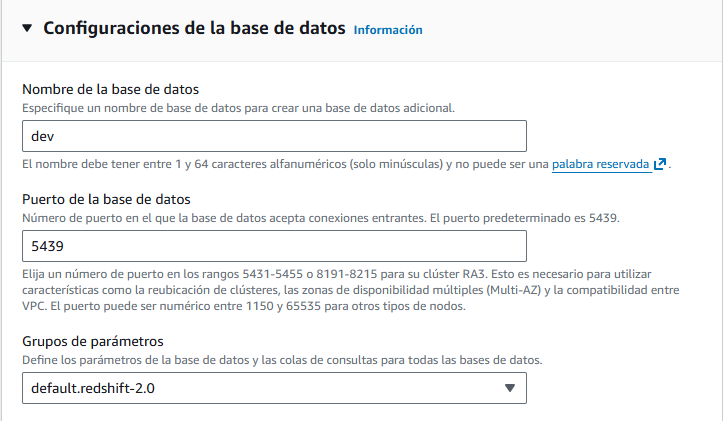 Configuraciones de la base de datos Información
Nombre de la base de datos
Especifique un nombre de base de datos para crear una base de datos adicional.
dev
El nombre debe tener entre 1 y 64 caracteres alfanuméricos (solo minúsculas) y no puede ser una palabra reservada.
Puerto de la base de datos
Número de puerto en el que la base de datos acepta conexiones entrantes. El puerto predeterminado es 5439.
5439
Elija un número de puerto en los rangos 5431-5455 o 8191-8215 para su clúster RA3. Esto es necesario para utilizar
características como la reubicación de clústeres, las zonas de disponibilidad múltiples (Multi-AZ) y la compatibilidad entre
VPC. El puerto puede ser numérico entre 1150 y 65535 para otros tipos de nodos.
Grupos de parámetros
Define los parámetros de la base de datos y las colas de consultas para todas las bases de datos.
default.redshift-2.0